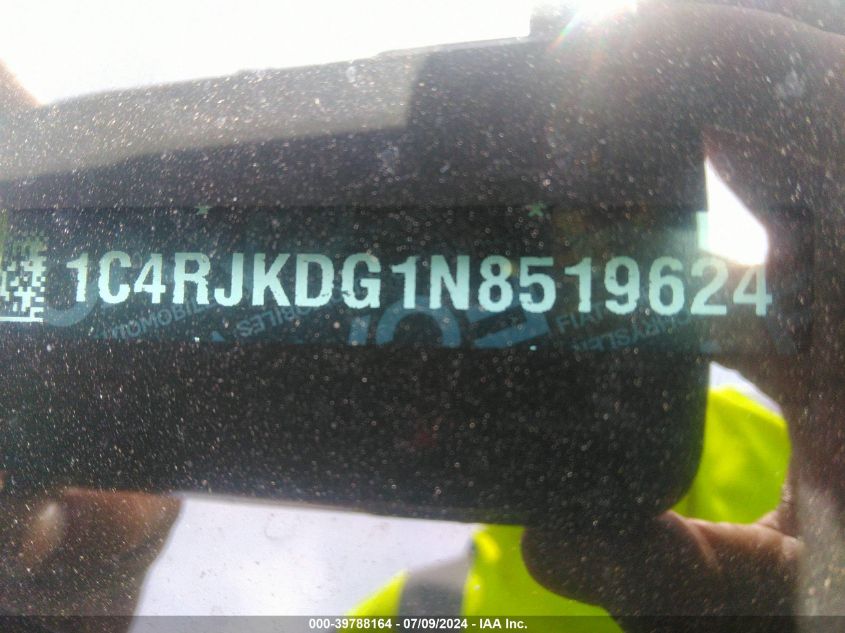 1C4RJKDG1N8519624
000-39788164 / 07/09/2024 - IAA Inc.